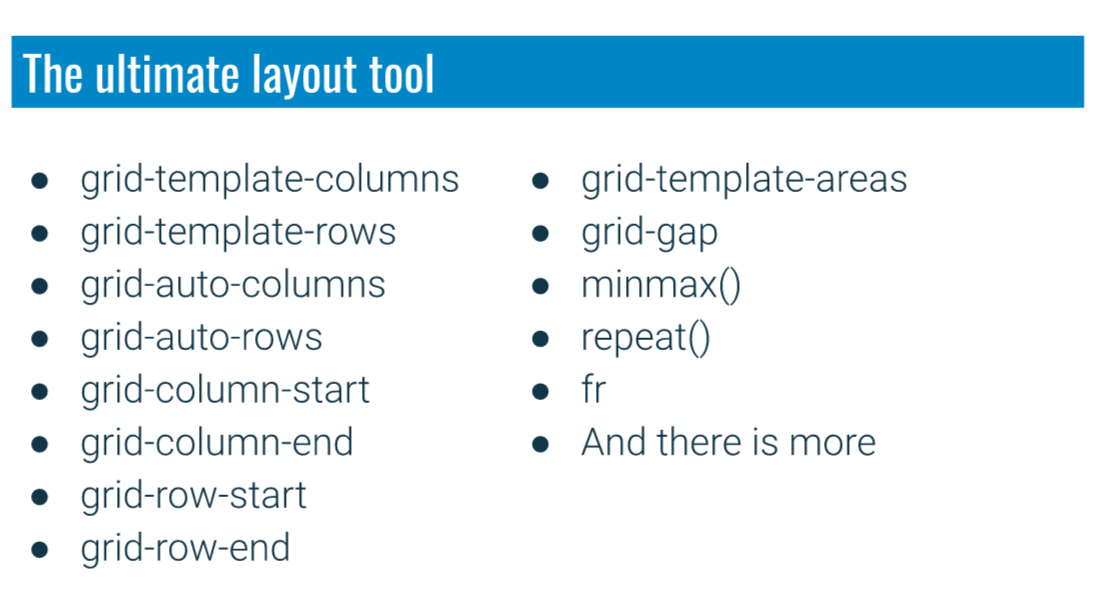 The ultimate layout tool
● grid-template-columns
● grid-template-rows
● grid-auto-columns
● grid-auto-rows
● grid-column-start
● grid-column-end
● grid-row-start
● grid-row-end
● grid-template-areas
● grid-gap
● minmax()
● repeat()
● fr
● And there is more